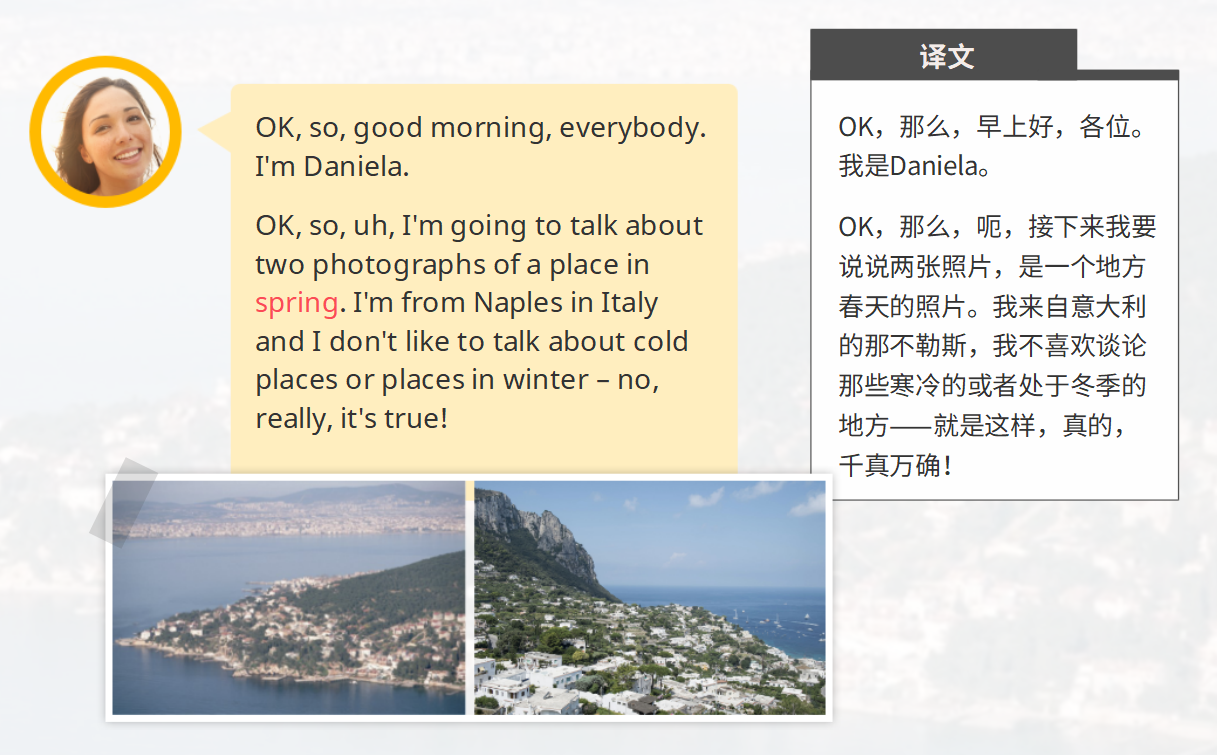 OK, so, good morning, everybody.
I'm Daniela.
OK, so, uh, I'm going to talk about
two photographs of a place in
spring. I'm from Naples in Italy
and I don't like to talk about cold
places or places in winter – no,
really, it's true!
译文
OK，那么，早上好，各位。
我是Daniela。
OK，那么，呃，接下来我要
说说两张照片，是一个地方
春天的照片。我来自意大利
的那不勒斯，我不喜欢谈论
那些寒冷的或者处于冬季的
地方——就是这样，真的，
千真万确！